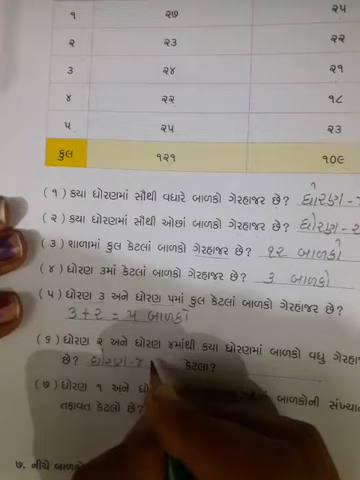 ૧ ૨૭ ૨૫
૨ ૨૩ ૨૨
૩ ૨૪ ૨૧
૪ ૨૨ ૧૮
૫ ૨૫ ૨૩
કુલ ૧૨૧ ૧૦૯
(૧) કયા ધોરણમાં સૌથી વધારે બાળકો ગેરહાજર છે? ધોરણ -
(૨) કયા ધોરણમાં સૌથી ઓછાં બાળકો ગેરહાજર છે? ધોરણ - ૨
(૩) શાળામાં કુલ કેટલાં બાળકો ગેરહાજર છે? ૧૨ બાળકો
(૪) ધોરણ ૩માં કેટલાં બાળકો ગેરહાજર છે? ૩ બાળકો
(૫) ધોરણ ૩ અને ધોરણ ૫માં કુલ કેટલાં બાળકો ગેરહાજર છે?
૩+૨ = ૫ બાળકો
(૬) ધોરણ ૨ અને ધોરણ ૪માંથી કયા ધોરણમાં બાળકો વધુ
છે? ધોરણ-૪ કેટલા?
(૭) ધોરણ ૧ અને બાળકોની
તફાવત કેટલો છે?
૭. નીચે